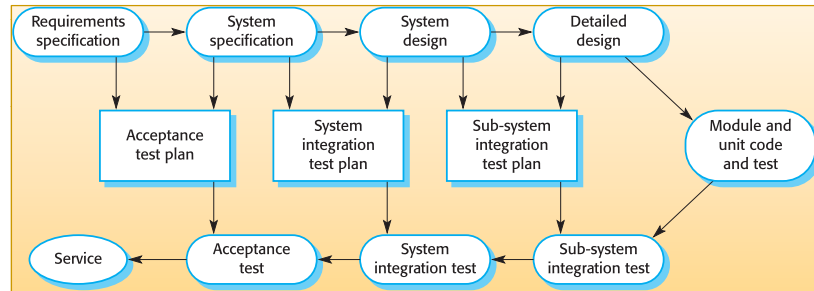 Requirements
specification
System
specification
System
design
Detailed
design
Acceptance
test plan
System
integration
test plan
Sub-system
integration
test plan
Module and
unit code
and test
Service
Acceptance
test
System
integration test
Sub-system
integration test